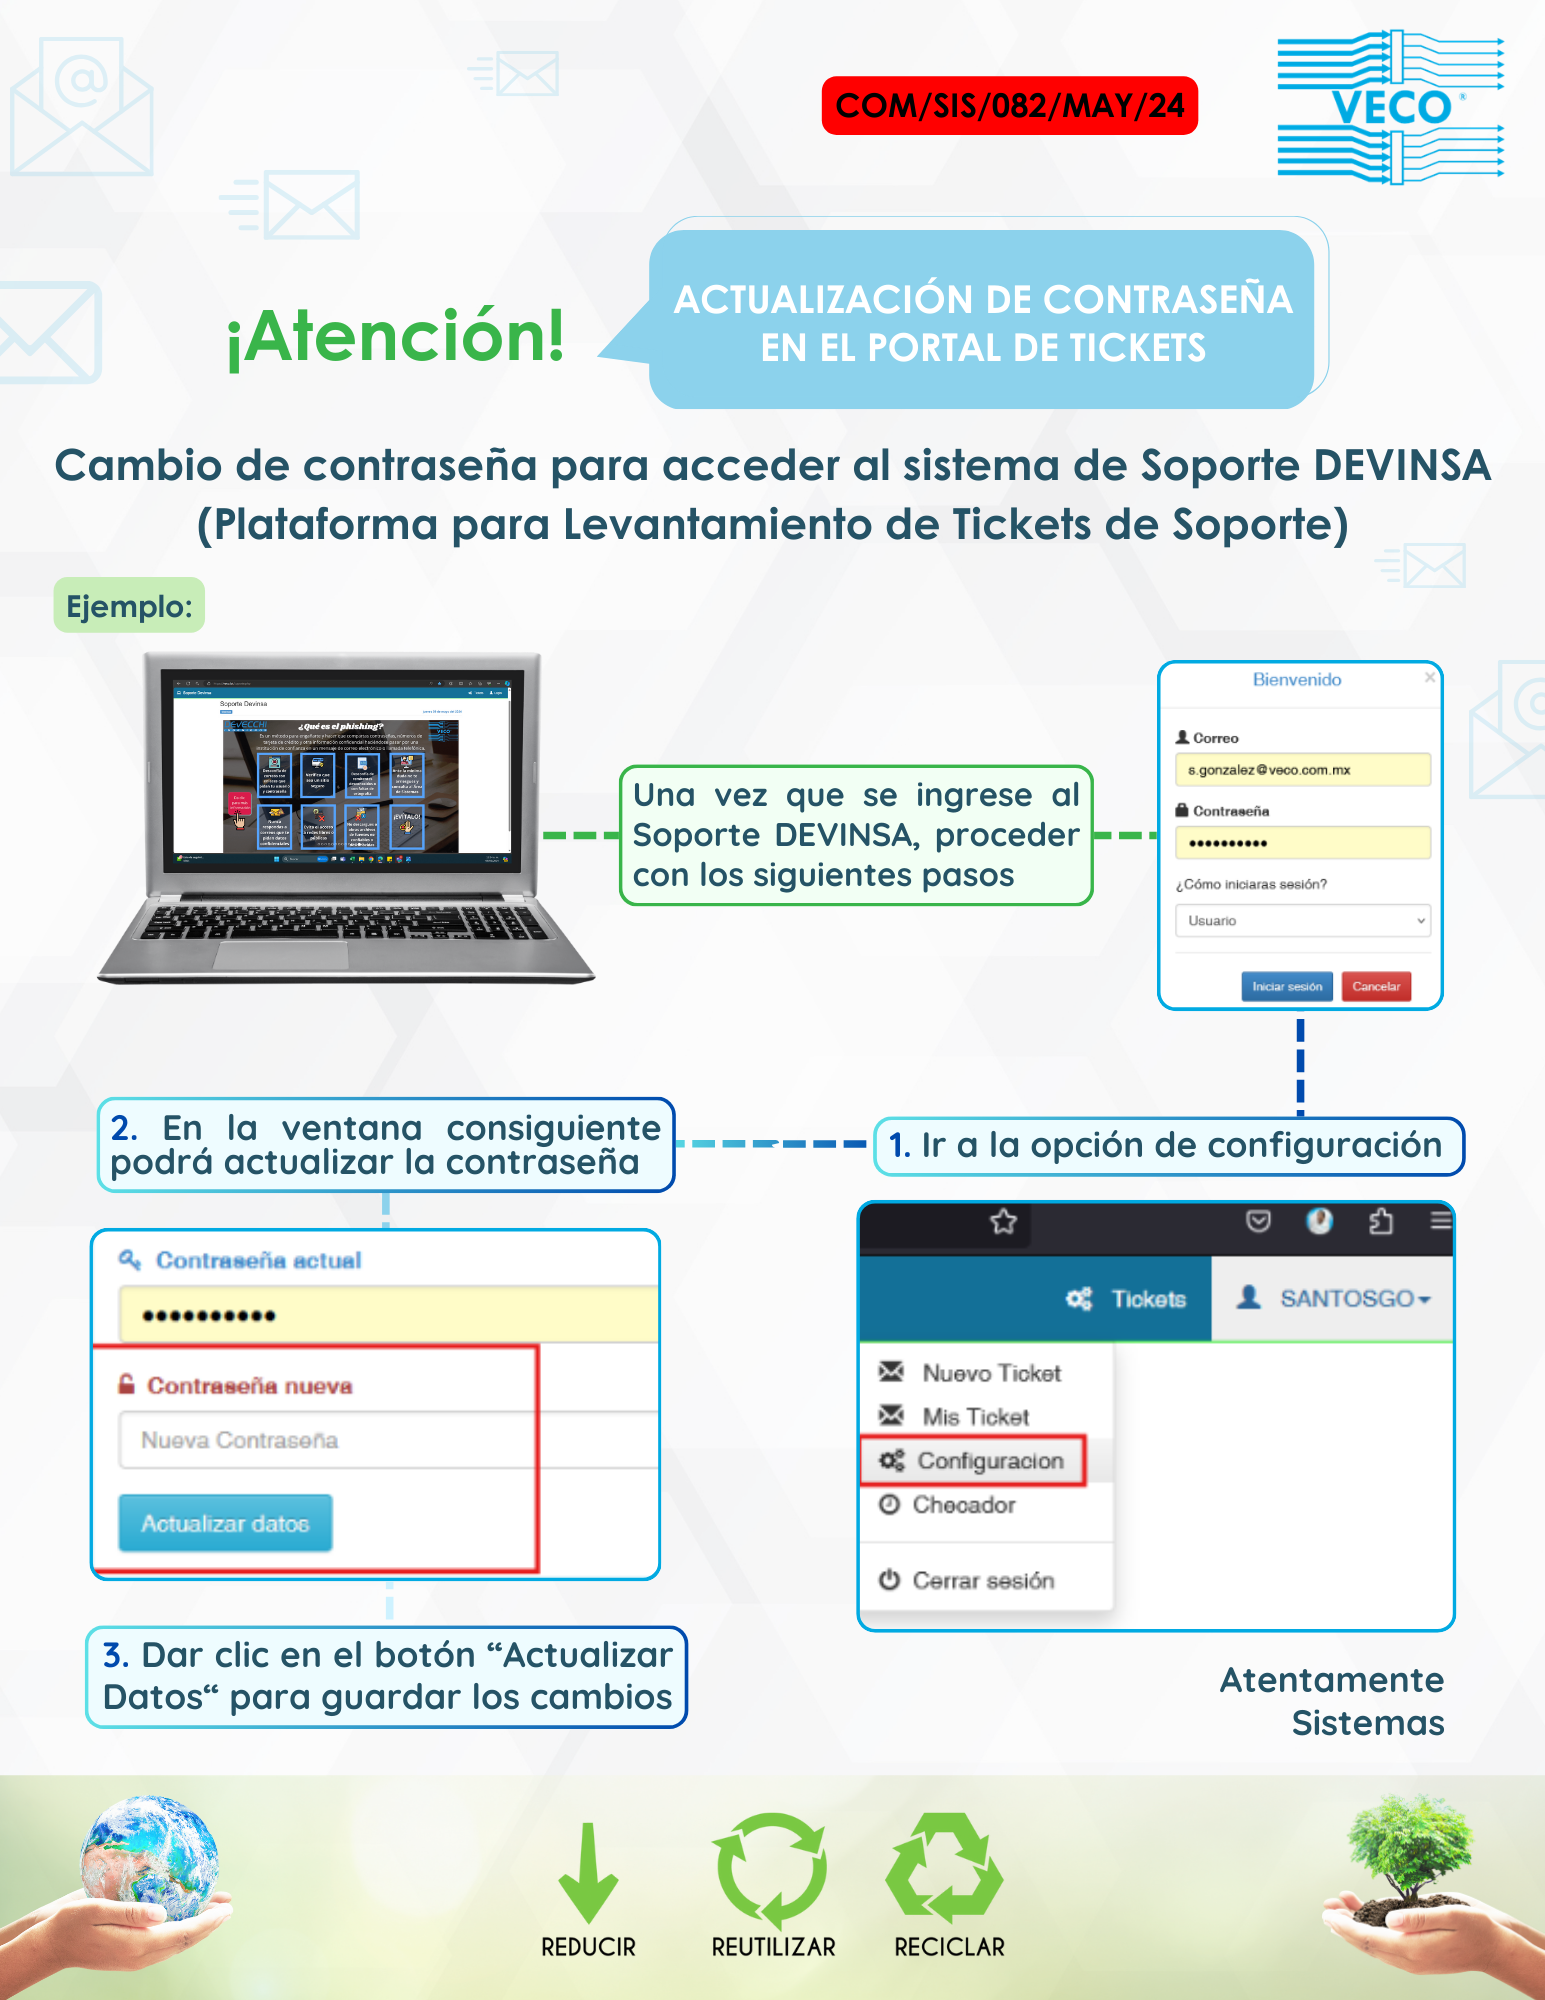 COM/SIS/082/MAY/24
VECO
®
¡Atención!
ACTUALIZACIÓN DE CONTRASEÑA
EN EL PORTAL DE TICKETS
Cambio de contraseña para acceder al sistema de Soporte DEVINSA
(Plataforma para Levantamiento de Tickets de Soporte)
Ejemplo:
Soporte Devinsa
Soporte Devinsa
¿Qué es el phishing?
VECO
¡EVÍTALO!
Una vez que se ingrese al
Soporte DEVINSA, proceder
con los siguientes pasos
Bienvenido
×
Correo
s.gonzalez@veco.com.mx
Contraseña
••••••••••
¿Cómo iniciaras sesión?
Usuario
Iniciar sesión
Cancelar
1. Ir a la opción de configuración
Tickets
SANTOSGO
Nuevo Ticket
Mis Ticket
Configuracion
Checador
Cerrar sesión
2. En la ventana consiguiente
podrá actualizar la contraseña
Contraseña actual
••••••••••
Contraseña nueva
Nueva Contraseña
Actualizar datos
3. Dar clic en el botón “Actualizar
Datos“ para guardar los cambios
Atentamente
Sistemas
REDUCIR
REUTILIZAR
RECICLAR